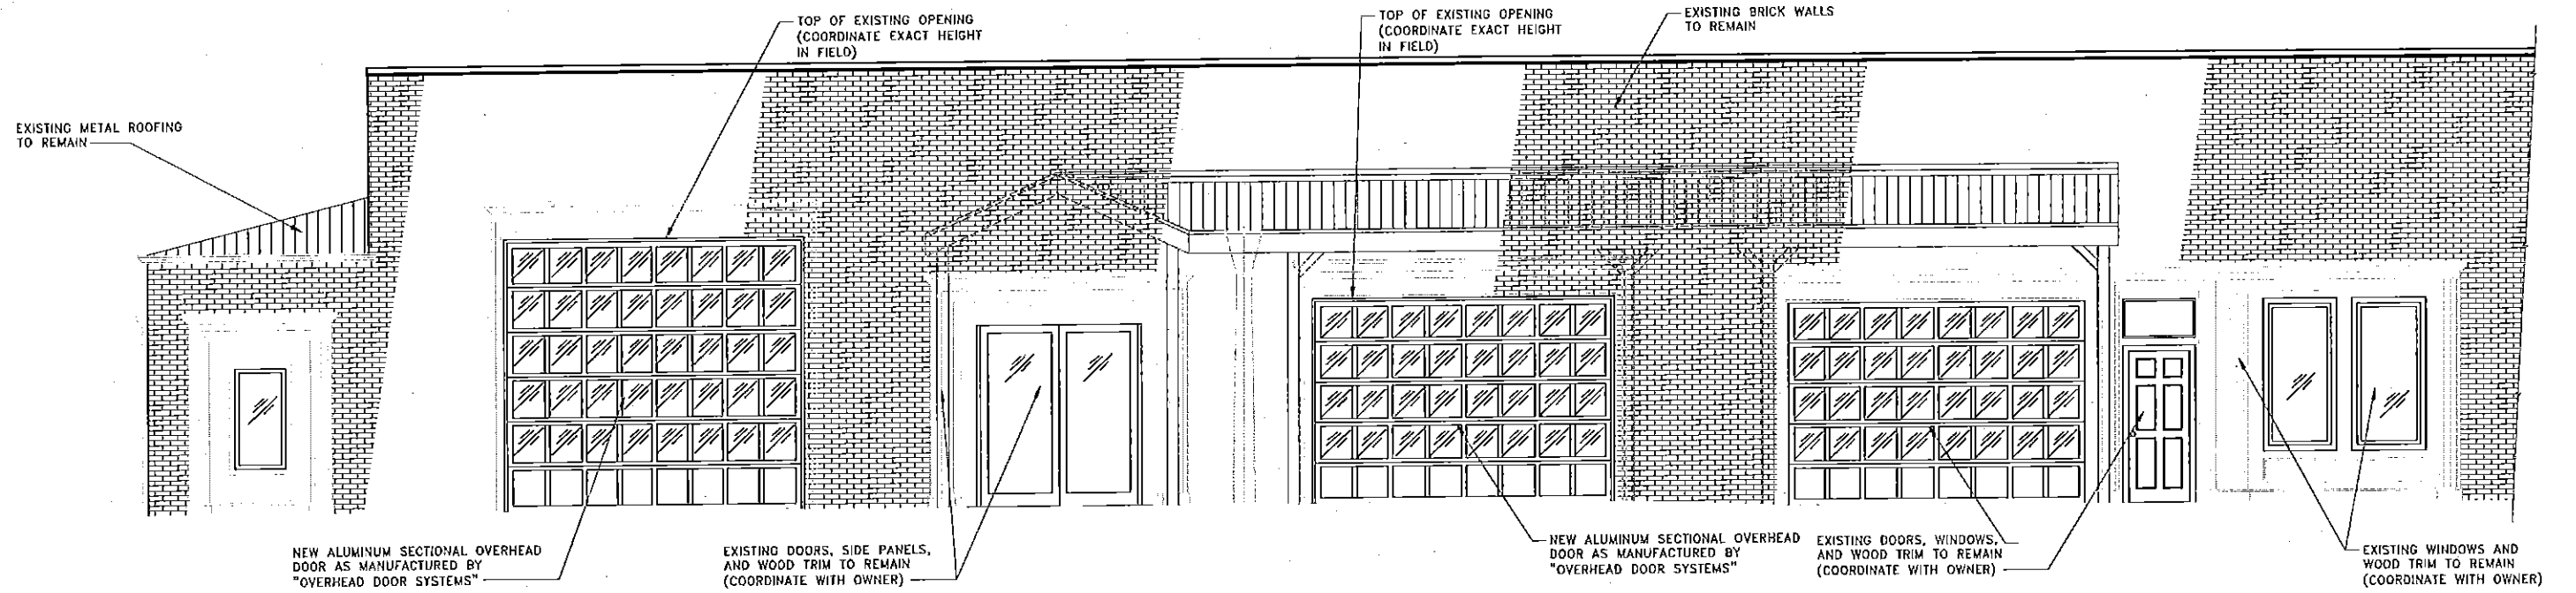 TOP OF EXISTING OPENING
(COORDINATE EXACT HEIGHT
IN FIELD)
TOP OF EXISTING OPENING
(COORDINATE EXACT HEIGHT
IN FIELD)
EXISTING BRICK WALLS
TO REMAIN
EXISTING METAL ROOFING
TO REMAIN
NEW ALUMINUM SECTIONAL OVERHEAD
DOOR AS MANUFACTURED BY
"OVERHEAD DOOR SYSTEMS"
EXISTING DOORS, SIDE PANELS,
AND WOOD TRIM TO REMAIN
(COORDINATE WITH OWNER)
NEW ALUMINUM SECTIONAL OVERHEAD
DOOR AS MANUFACTURED BY
"OVERHEAD DOOR SYSTEMS"
EXISTING DOORS, WINDOWS,
AND WOOD TRIM TO REMAIN
(COORDINATE WITH OWNER)
EXISTING WINDOWS AND
WOOD TRIM TO REMAIN
(COORDINATE WITH OWNER)